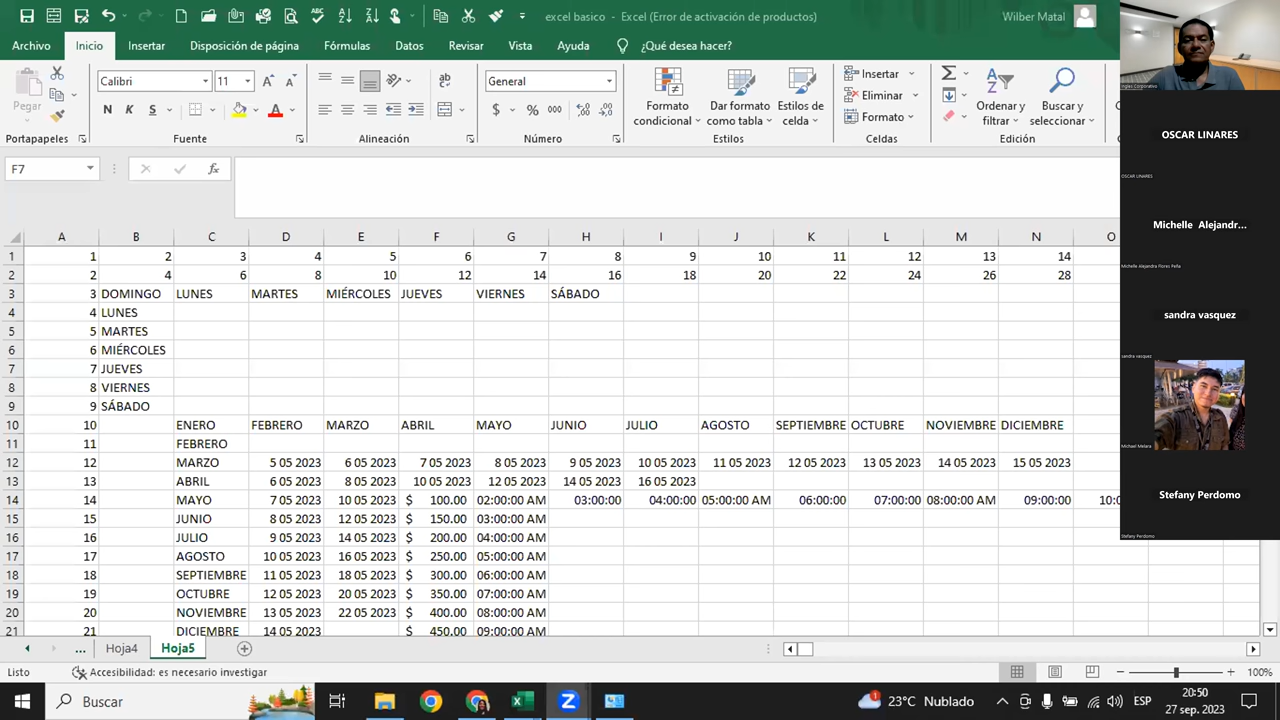 excel basico - Excel (Error de activación de productos)
Wilber Matal
Archivo Inicio Insertar Disposición de página Fórmulas Datos Revisar Vista Ayuda ¿Qué desea hacer?
Pegar
Calibri 11
N K S
General
$ % 000
Formato condicional
Dar formato como tabla
Estilos de celda
Insertar
Eliminar
Formato
Ordenar y filtrar
Buscar y seleccionar
Portapapeles Fuente Alineación Número Estilos Celdas Edición
F7
A B C D E F G H I J K L M N O
1 1 2 3 4 5 6 7 8 9 10 11 12 13 14
2 2 4 6 8 10 12 14 16 18 20 22 24 26 28
3 3 DOMINGO LUNES MARTES MIÉRCOLES JUEVES VIERNES SÁBADO
4 4 LUNES
5 5 MARTES
6 6 MIÉRCOLES
7 7 JUEVES
8 8 VIERNES
9 9 SÁBADO
10 10 ENERO FEBRERO MARZO ABRIL MAYO JUNIO JULIO AGOSTO SEPTIEMBRE OCTUBRE NOVIEMBRE DICIEMBRE
11 11 FEBRERO
12 12 MARZO 5 05 2023 6 05 2023 7 05 2023 8 05 2023 9 05 2023 10 05 2023 11 05 2023 12 05 2023 13 05 2023 14 05 2023 15 05 2023
13 13 ABRIL 6 05 2023 8 05 2023 10 05 2023 12 05 2023 14 05 2023 16 05 2023
14 14 MAYO 7 05 2023 10 05 2023 $ 100.00 02:00:00 AM 03:00:00 04:00:00 05:00:00 AM 06:00:00 07:00:00 08:00:00 AM 09:00:00 10:0
15 15 JUNIO 8 05 2023 12 05 2023 $ 150.00 03:00:00 AM
16 16 JULIO 9 05 2023 14 05 2023 $ 200.00 04:00:00 AM
17 17 AGOSTO 10 05 2023 16 05 2023 $ 250.00 05:00:00 AM
18 18 SEPTIEMBRE 11 05 2023 18 05 2023 $ 300.00 06:00:00 AM
19 19 OCTUBRE 12 05 2023 20 05 2023 $ 350.00 07:00:00 AM
20 20 NOVIEMBRE 13 05 2023 22 05 2023 $ 400.00 08:00:00 AM
21 21 DICIEMBRE 14 05 2023 $ 450.00 09:00:00 AM
... Hoja4 Hoja5
Listo Accesibilidad: es necesario investigar 100%
Buscar
1 23°C Nublado ESP 20:50
27 sep. 2023
Ingles Corporativo
OSCAR LINARES
OSCAR LINARES
Michelle Alejandr...
Michelle Alejandra Flores Peña
sandra vasquez
sandra vasquez
Michael Melara
Stefany Perdomo
Stefany Perdomo